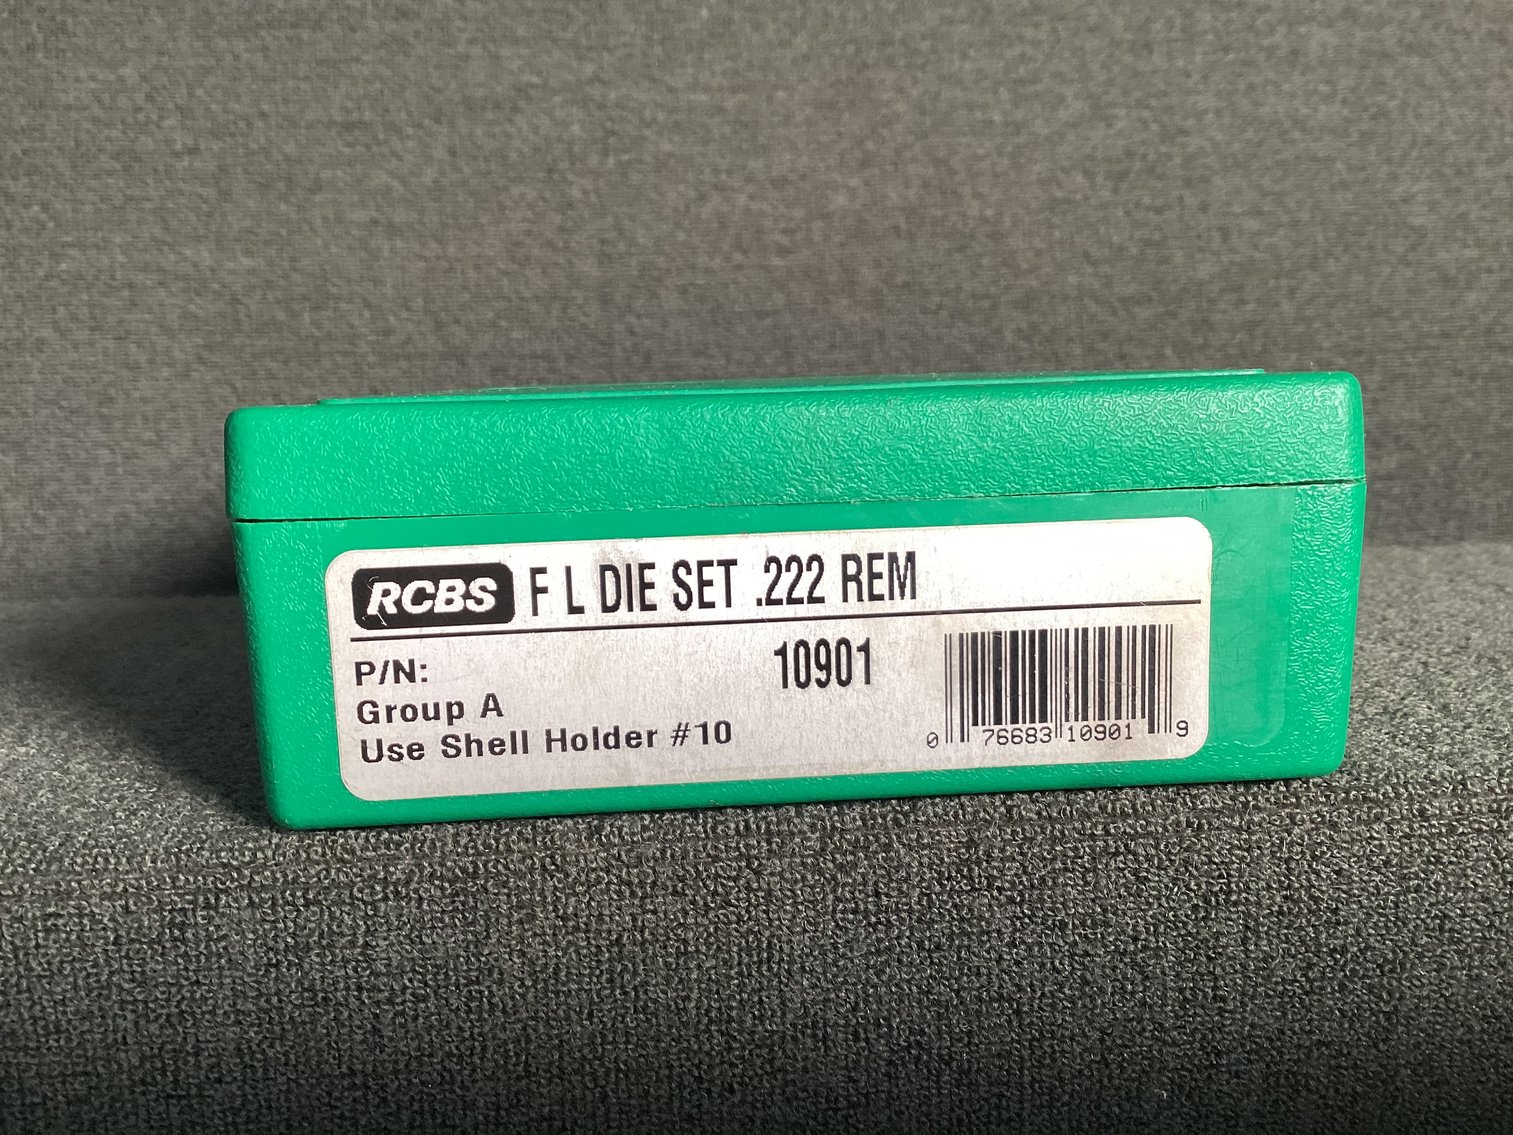 RCBS F L DIE SET .222 REM
P/N: 10901
Group A
Use Shell Holder #10
0 76683 10901 9